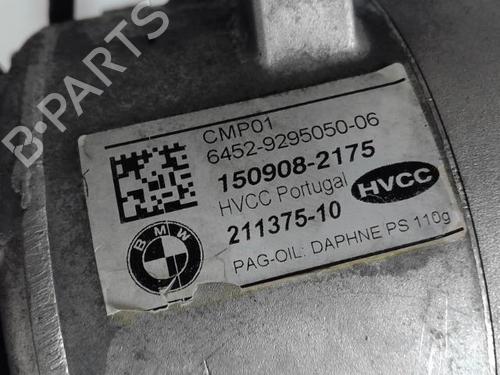 B-PARTS
CMP01
6452-9295050-06
150908-2175
HVCC Portugal
211375-10
HVCC
BMW
PAG-OIL: DAPHNE PS 110g